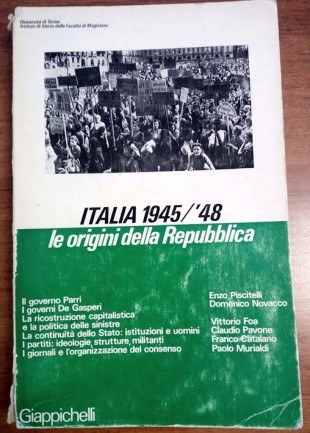 Università di Torino
Istituto di Storia della Facoltà di Magistero
ITALIA 1945/'48
le origini della Repubblica
Il governo Parri
I governi De Gasperi
La ricostruzione capitalistica
e la politica delle sinistre
La continuità dello Stato: istituzioni e uomini
I partiti: ideologie, strutture, militanti
I giornali e l'organizzazione del consenso
Enzo Piscitelli
Domenico Novacco
Vittorio Foa
Claudio Pavone
Franco Catalano
Paolo Murialdi
Giappichelli